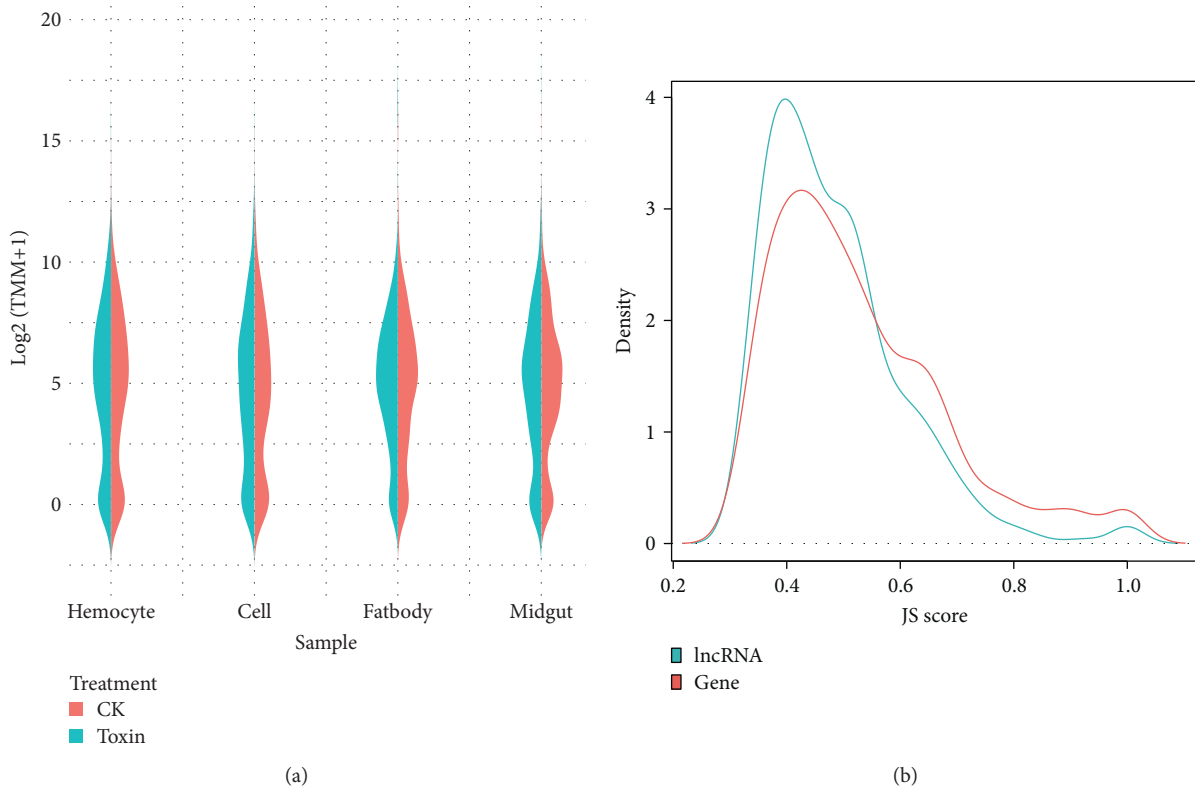 20
15
10
5
0
Log2 (TMM+1)
Hemocyte Cell Fatbody Midgut
Sample
Treatment
CK
Toxin
(a)
4
3
2
1
0
Density
0.2 0.4 0.6 0.8 1.0
JS score
lncRNA
Gene
(b)